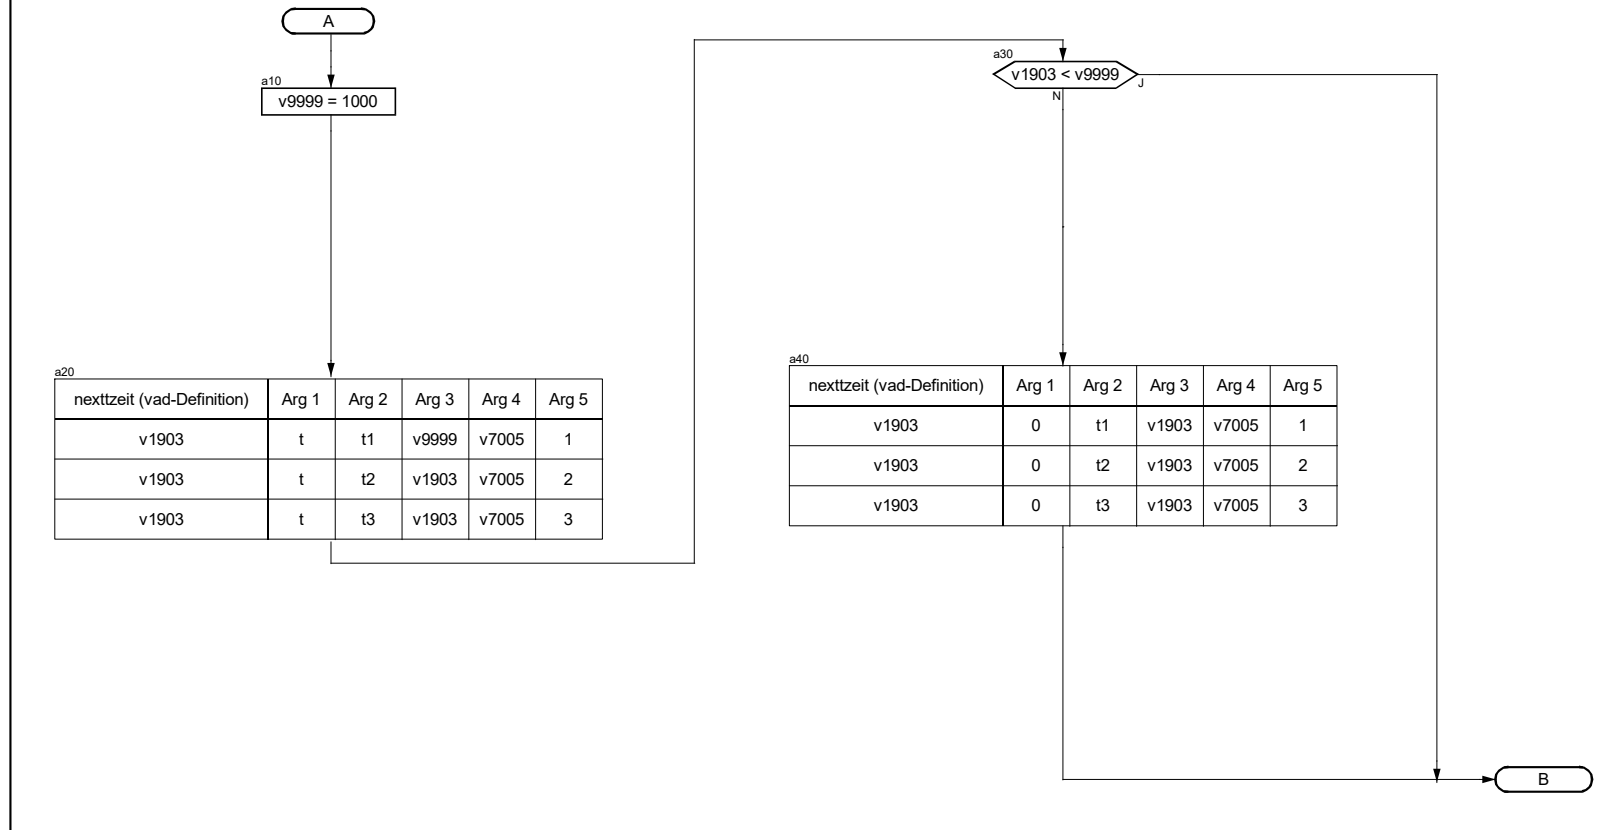 A
a10
v9999 = 1000
a20
nexttzeit (vad-Definition) Arg 1 Arg 2 Arg 3 Arg 4 Arg 5
v1903 t t1 v9999 v7005 1
v1903 t t2 v1903 v7005 2
v1903 t t3 v1903 v7005 3
a30
v1903 < v9999
J
N
a40
nexttzeit (vad-Definition) Arg 1 Arg 2 Arg 3 Arg 4 Arg 5
v1903 0 t1 v1903 v7005 1
v1903 0 t2 v1903 v7005 2
v1903 0 t3 v1903 v7005 3
B